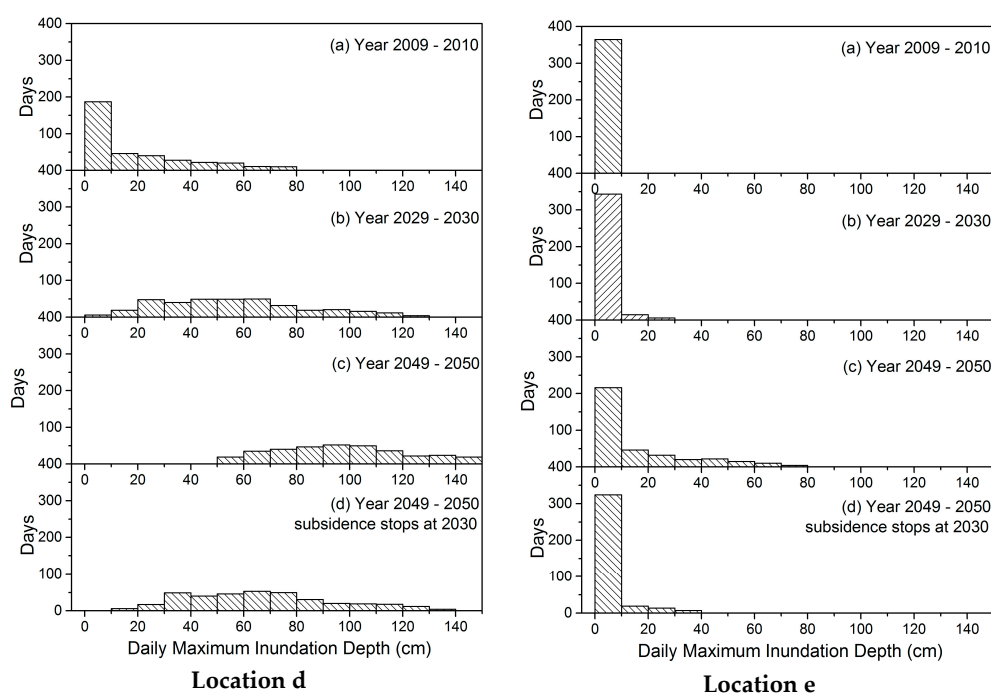 400
300
200
100
400
300
200
100
400
300
200
100
400
300
200
100
0
Days
Days
Days
Days
(a) Year 2009 - 2010
0 20 40 60 80 100 120 140
(b) Year 2029 - 2030
0 20 40 60 80 100 120 140
(c) Year 2049 - 2050
0 20 40 60 80 100 120 140
(d) Year 2049 - 2050
subsidence stops at 2030
0 20 40 60 80 100 120 140
Daily Maximum Inundation Depth (cm)
Location d
400
300
200
100
400
300
200
100
400
300
200
100
400
300
200
100
0
Days
Days
Days
Days
(a) Year 2009 - 2010
0 20 40 60 80 100 120 140
(b) Year 2029 - 2030
0 20 40 60 80 100 120 140
(c) Year 2049 - 2050
0 20 40 60 80 100 120 140
(d) Year 2049 - 2050
subsidence stops at 2030
0 20 40 60 80 100 120 140
Daily Maximum Inundation Depth (cm)
Location e